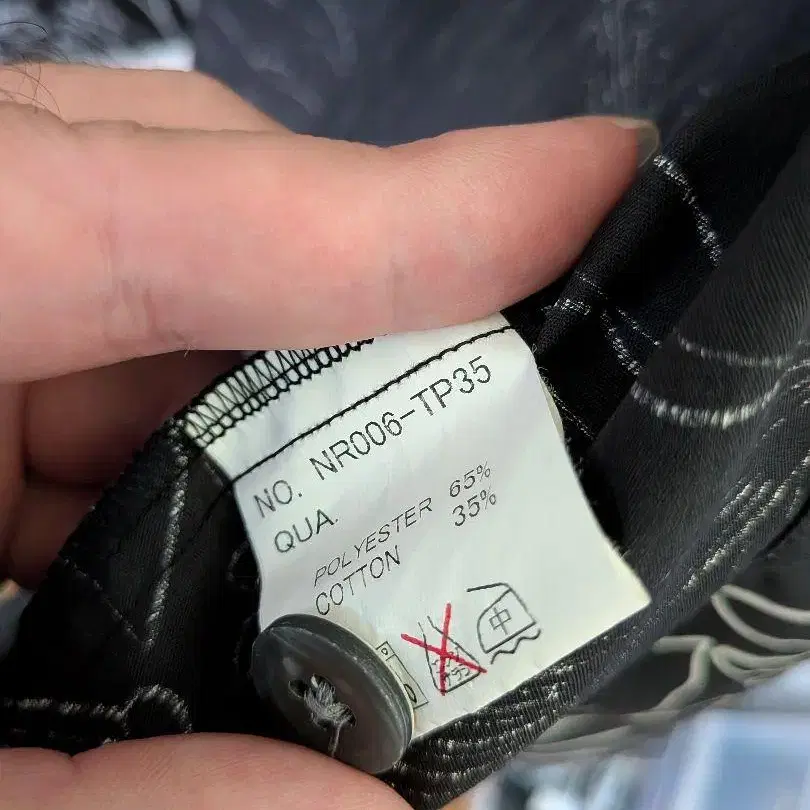 NO. NR006-TP35
QUA.
POLYESTER 65%
COTTON 35%
中